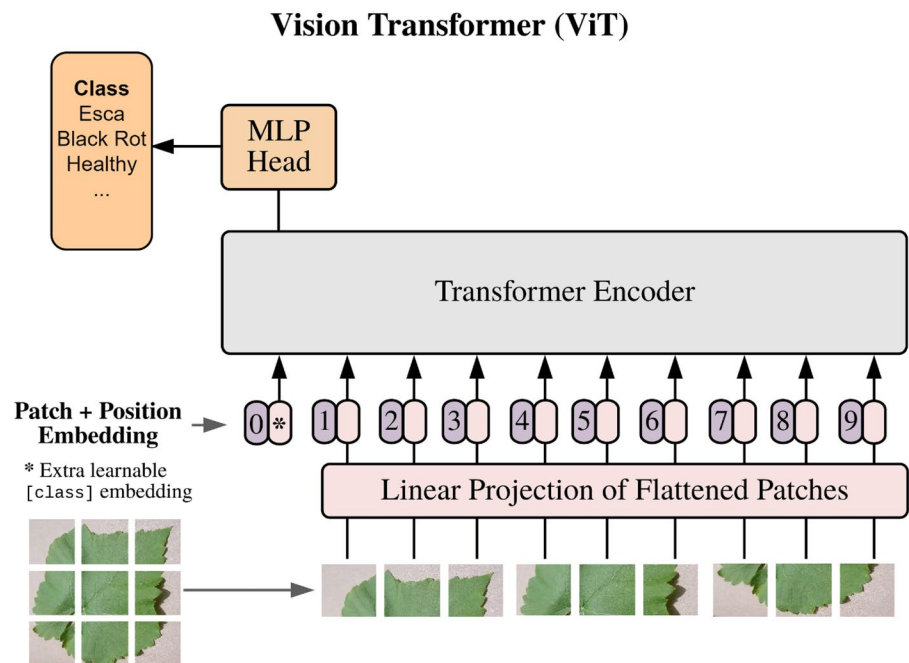 Vision Transformer (ViT)
Class
Esca
Black Rot
Healthy
...
MLP
Head
Transformer Encoder
Patch + Position
Embedding
0 * 1 2 3 4 5 6 7 8 9
* Extra learnable
[class] embedding
Linear Projection of Flattened Patches